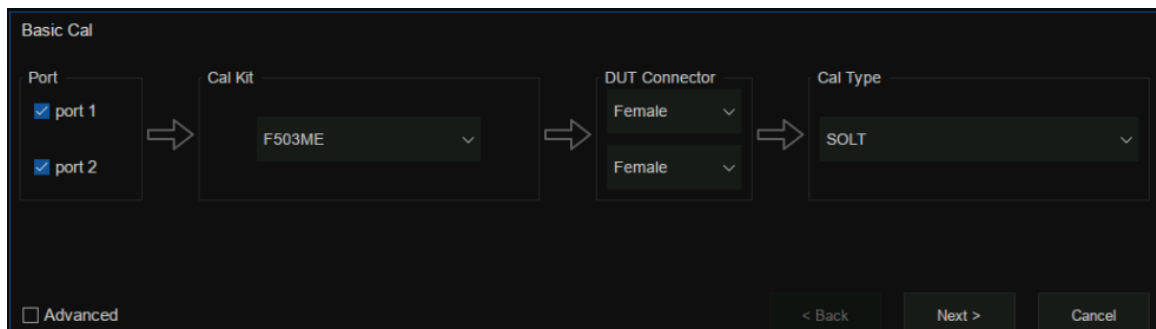 Basic Cal
Port
port 1
port 2
Cal Kit
F503ME
DUT Connector
Female
Female
Cal Type
SOLT
Advanced
< Back
Next >
Cancel